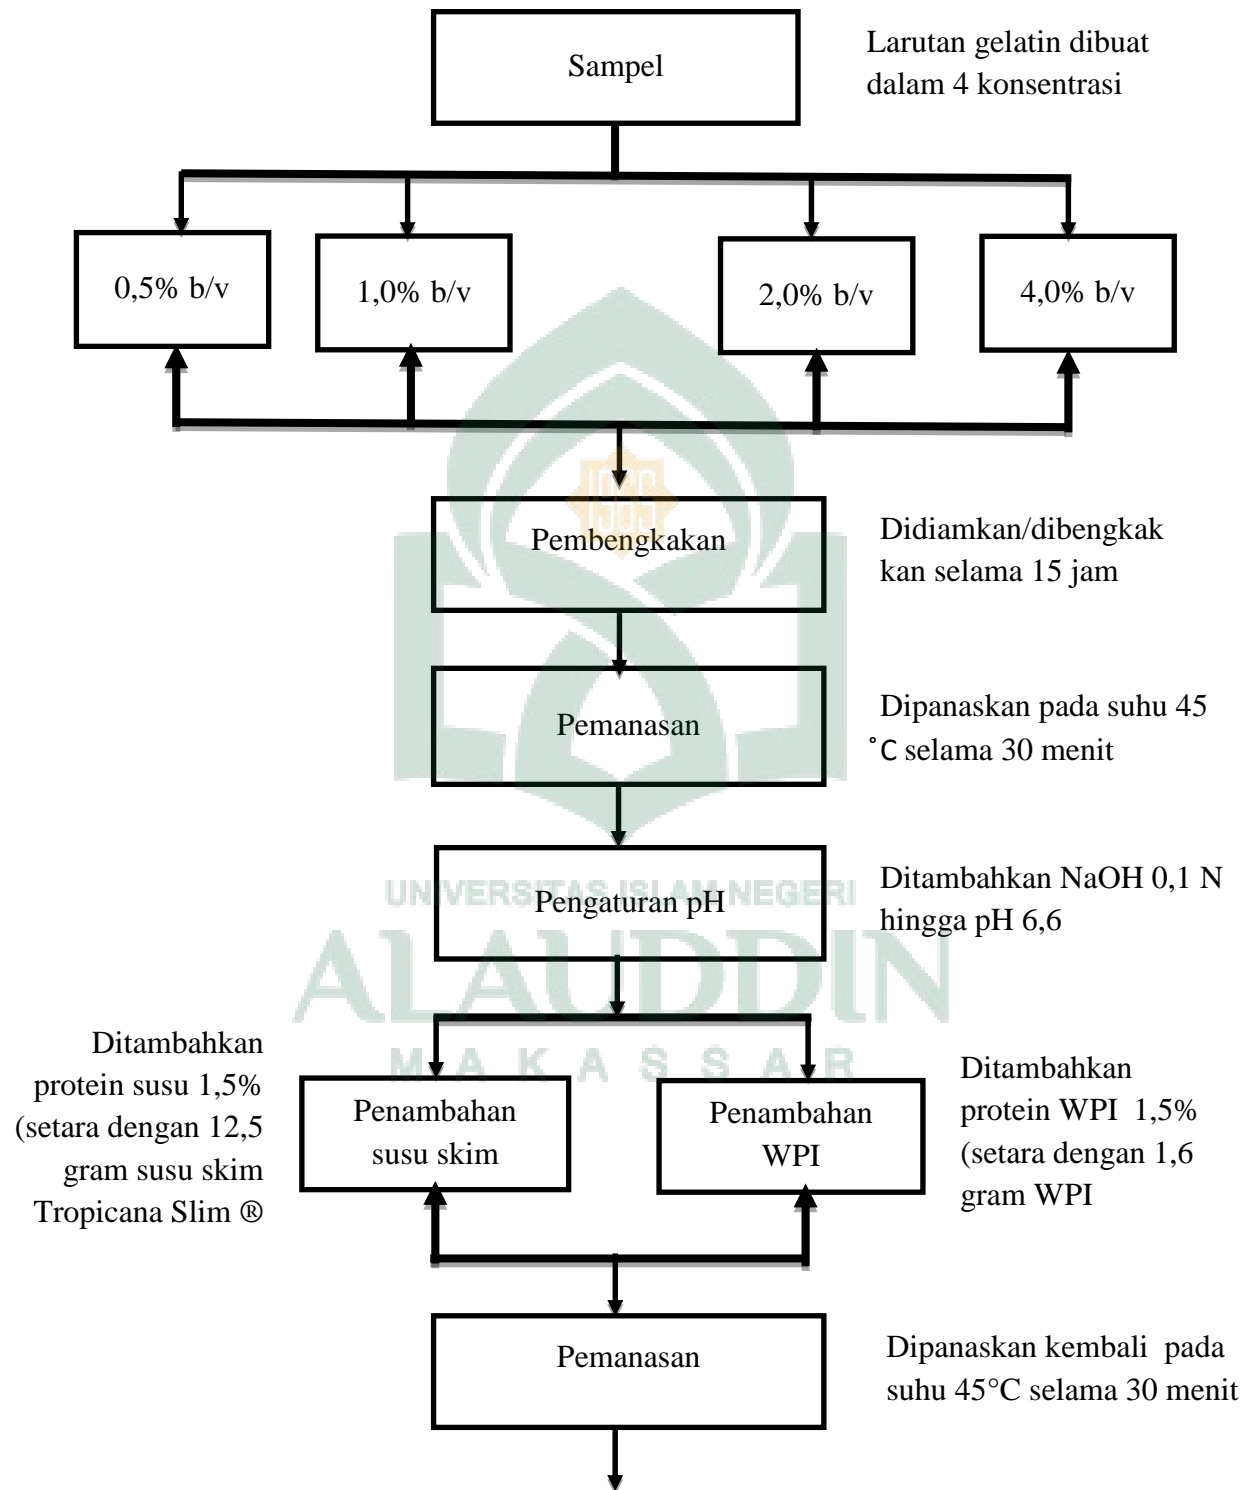 Sampel
Larutan gelatin dibuat
dalam 4 konsentrasi
0,5% b/v
1,0% b/v
2,0% b/v
4,0% b/v
1965
Pembengkakan
Didiamkan/dibengkak
kan selama 15 jam
Pemanasan
Dipanaskan pada suhu 45
˚C selama 30 menit
UNIVERSITAS ISLAM NEGERI
Pengaturan pH
Ditambahkan NaOH 0,1 N
hingga pH 6,6
ALAUDDIN
MAKASSAR
Ditambahkan
protein susu 1,5%
(setara dengan 12,5
gram susu skim
Tropicana Slim ®
Penambahan
susu skim
Penambahan
WPI
Ditambahkan
protein WPI  1,5%
(setara dengan 1,6
gram WPI
Pemanasan
Dipanaskan kembali  pada
suhu 45°C selama 30 menit